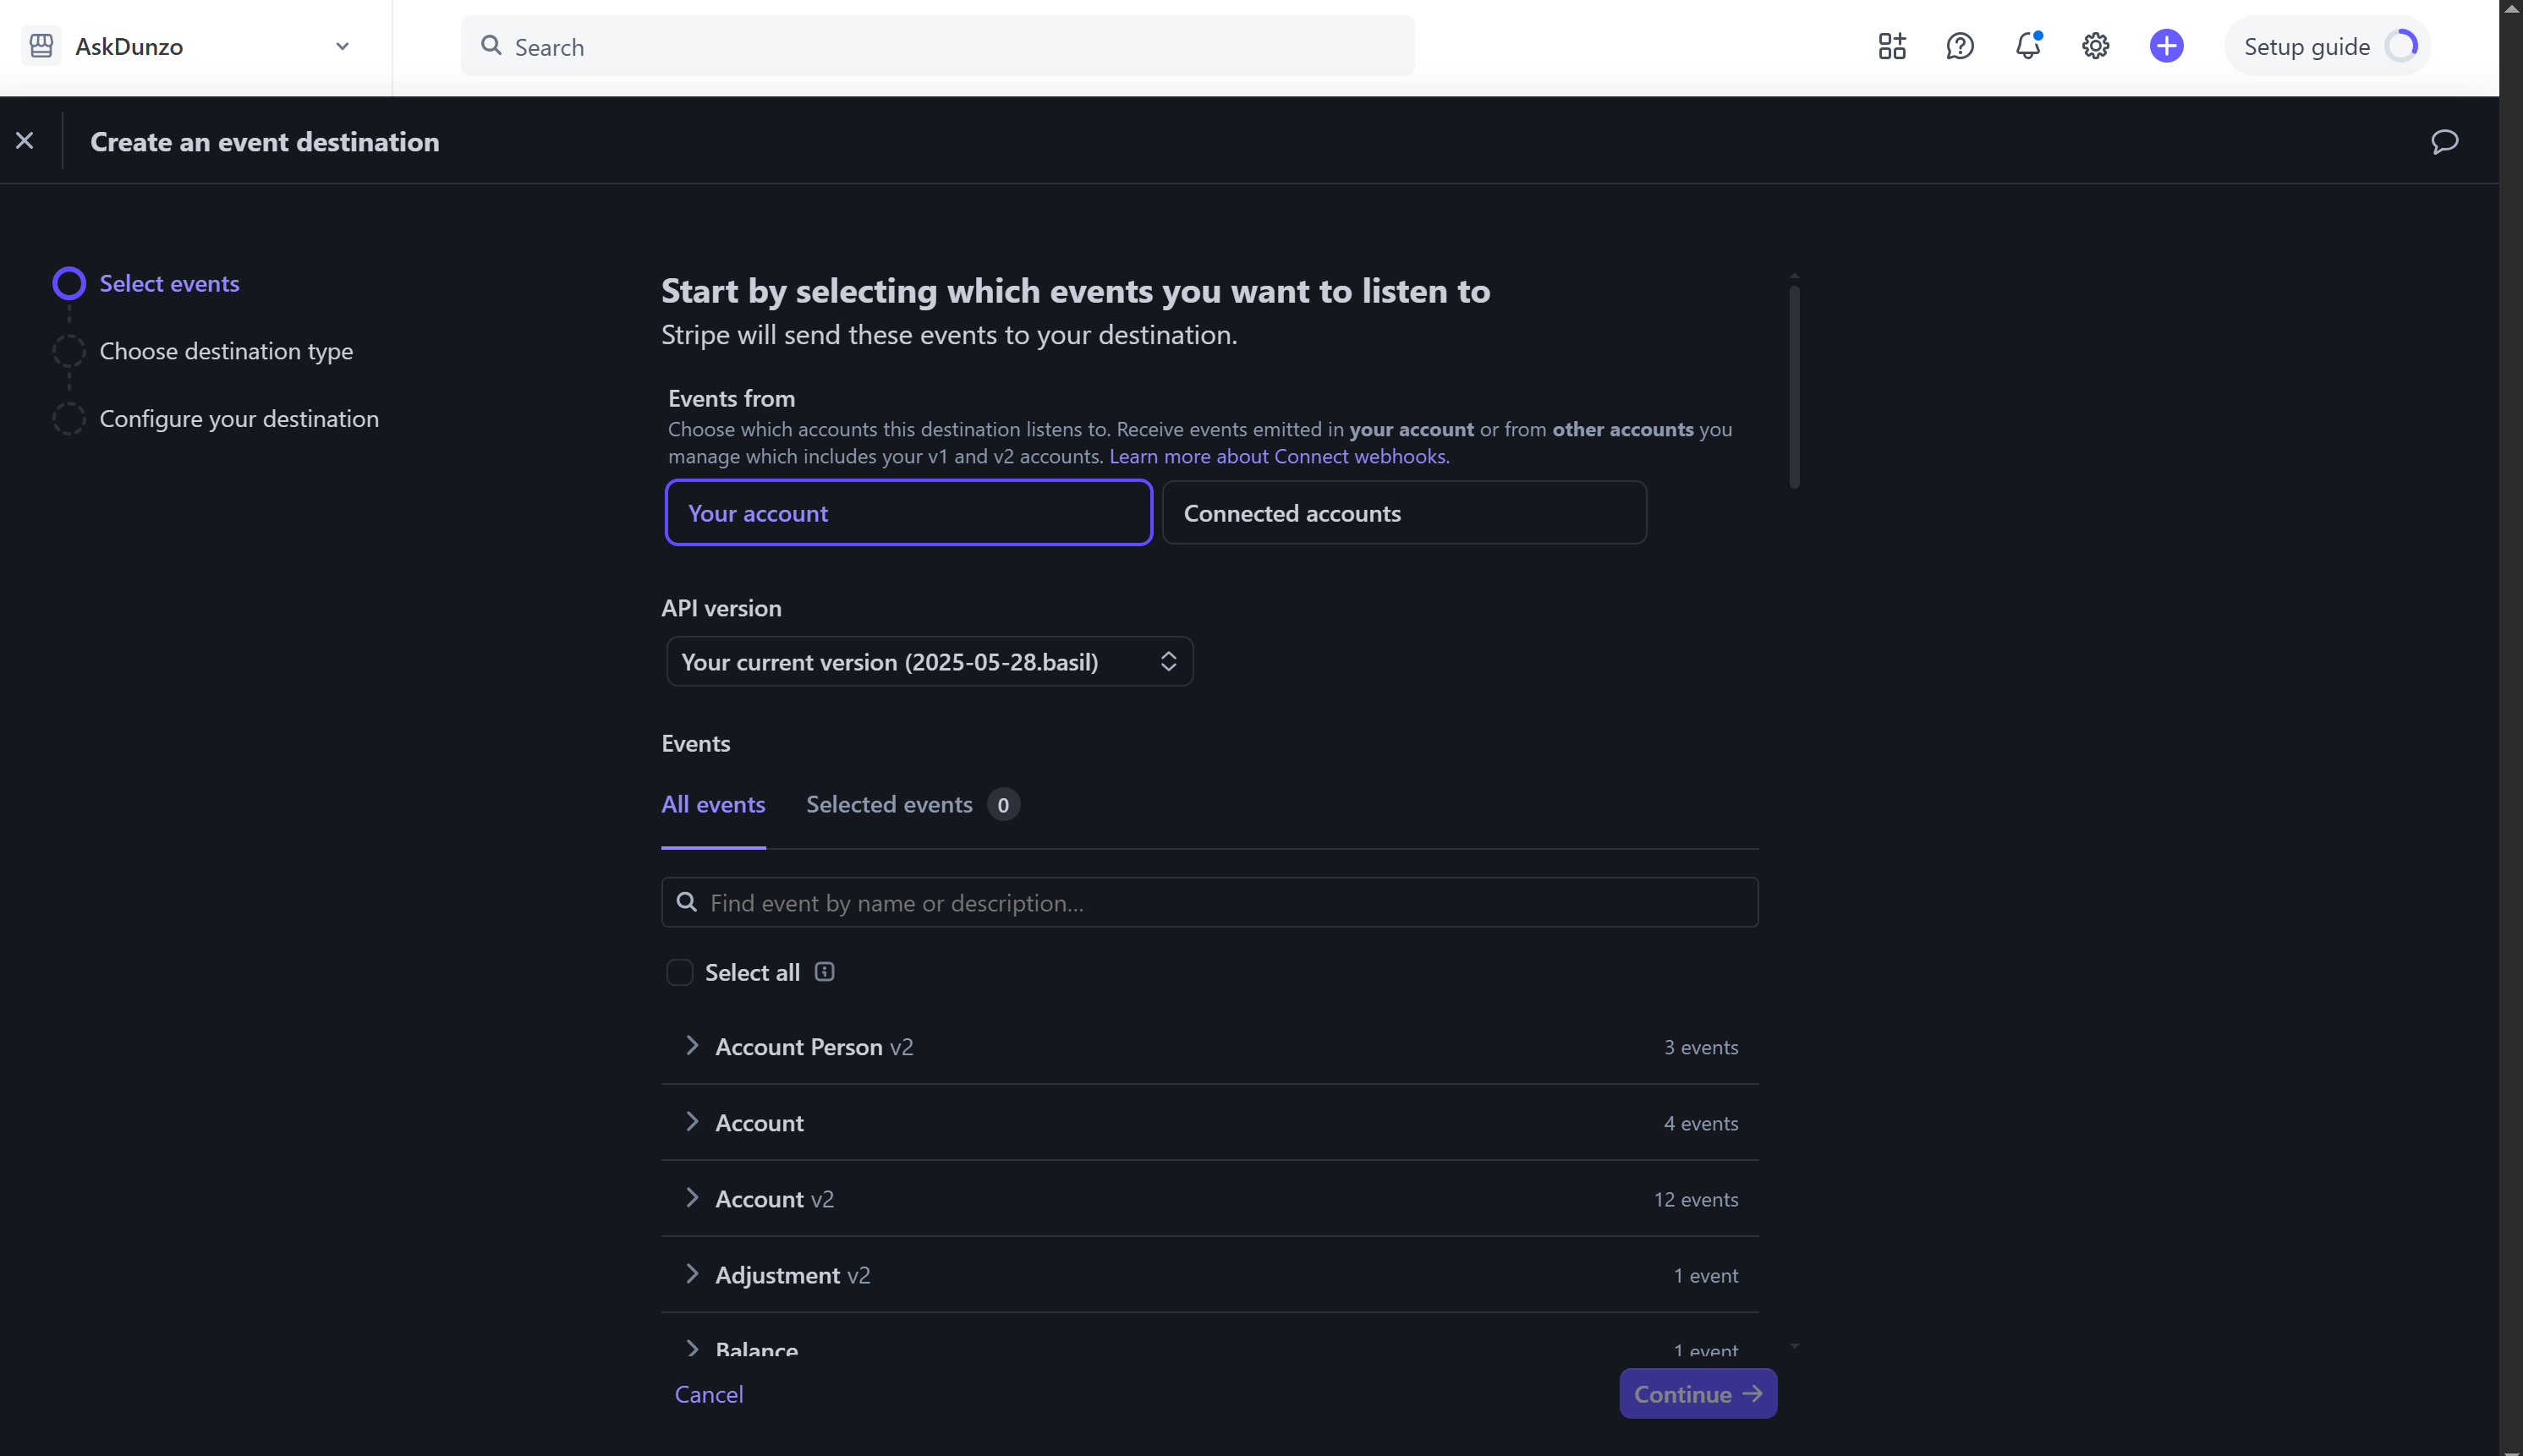 AskDunzo
Search
Setup guide
Create an event destination
Select events
Choose destination type
Configure your destination
Start by selecting which events you want to listen to
Stripe will send these events to your destination.
Events from
Choose which accounts this destination listens to. Receive events emitted in your account or from other accounts you
manage which includes your v1 and v2 accounts. Learn more about Connect webhooks.
Your account
Connected accounts
API version
Your current version (2025-05-28.basil)
Events
All events
Selected events 0
Find event by name or description...
Select all
Account Person v2 3 events
Account 4 events
Account v2 12 events
Adjustment v2 1 event
Balance 1 event
Cancel
Continue